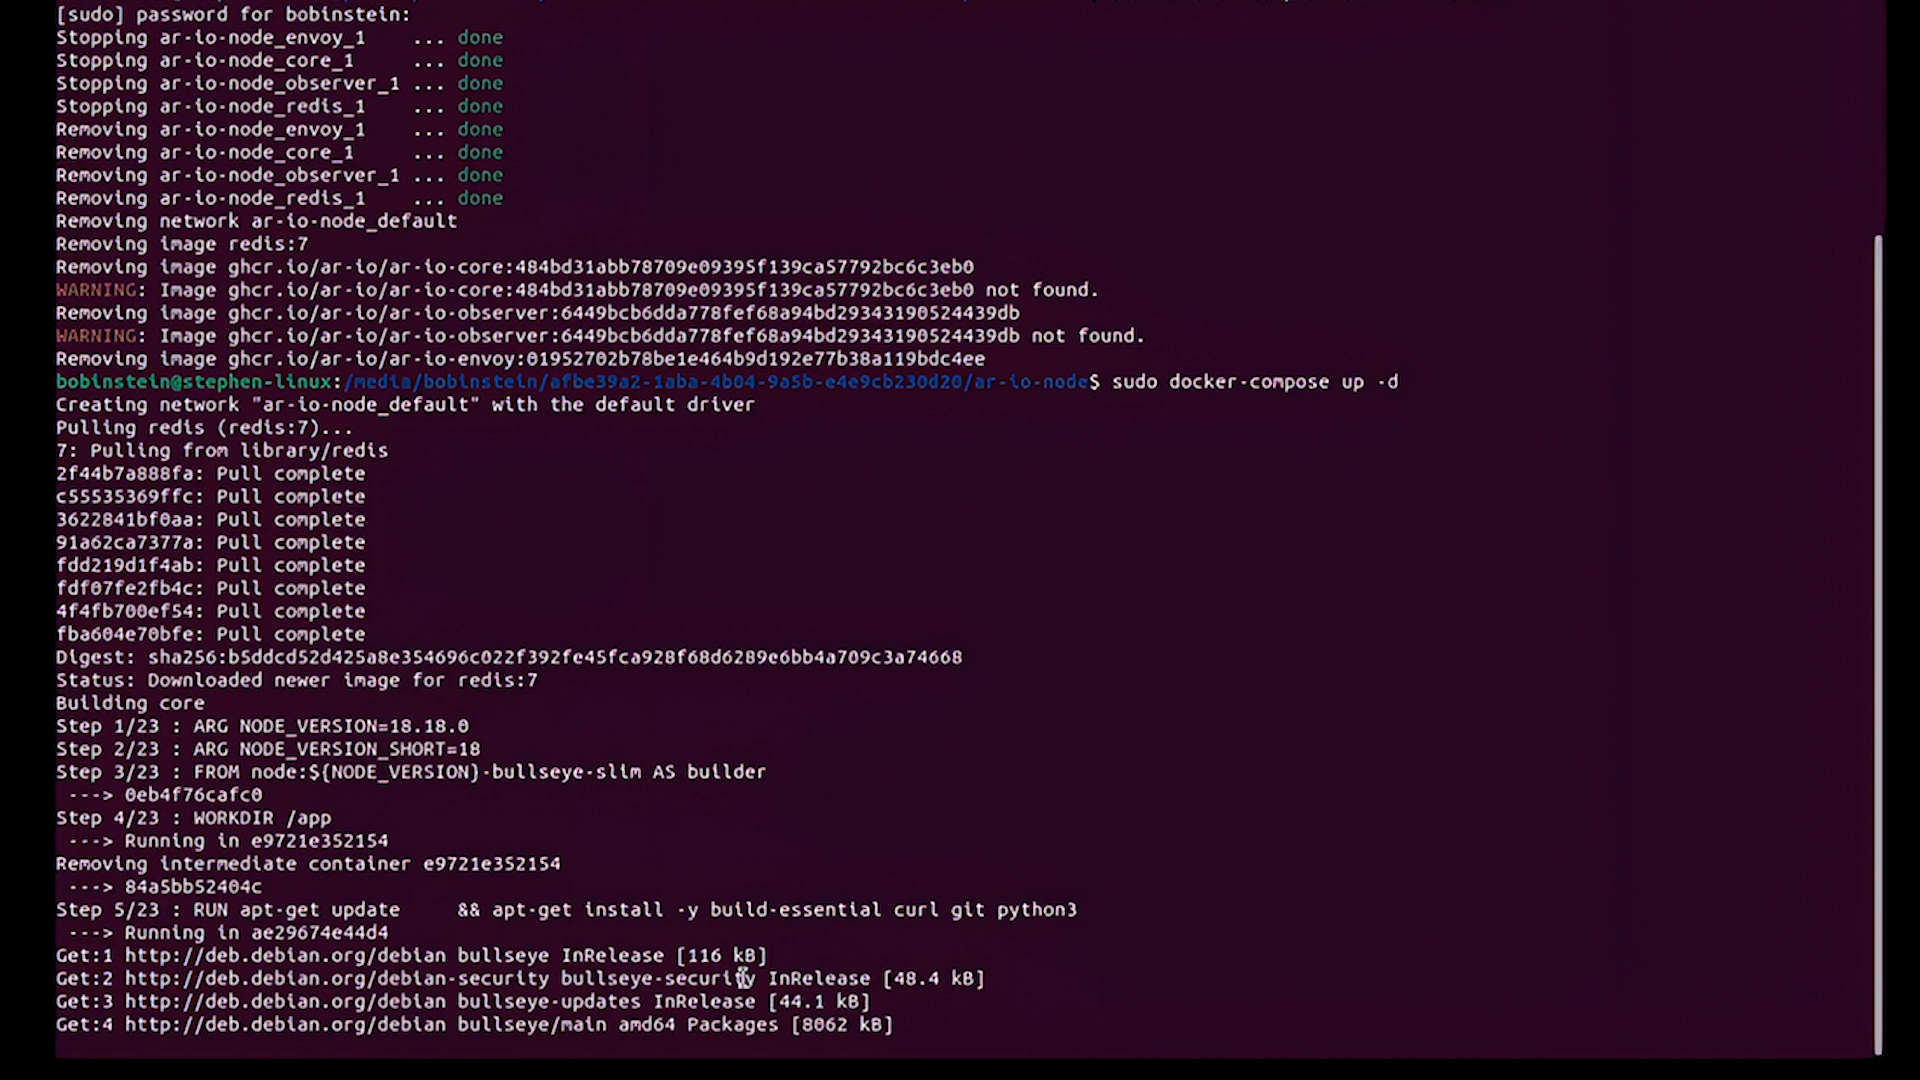 [sudo] password for bobinstein:
Stopping ar-io-node_envoy_1    ... done
Stopping ar-io-node_core_1     ... done
Stopping ar-io-node_observer_1 ... done
Stopping ar-io-node_redis_1    ... done
Removing ar-io-node_envoy_1    ... done
Removing ar-io-node_core_1     ... done
Removing ar-io-node_observer_1 ... done
Removing ar-io-node_redis_1    ... done
Removing network ar-io-node_default
Removing image redis:7
Removing image ghcr.io/ar-io/ar-io-core:484bd31abb78709e09395f139ca57792bc6c3eb0
WARNING: Image ghcr.io/ar-io/ar-io-core:484bd31abb78709e09395f139ca57792bc6c3eb0 not found.
Removing image ghcr.io/ar-io/ar-io-observer:6449bcb6dda778fef68a94bd29343190524439db
WARNING: Image ghcr.io/ar-io/ar-io-observer:6449bcb6dda778fef68a94bd29343190524439db not found.
Removing image ghcr.io/ar-io/ar-io-envoy:01952702b78be1e464b9d192e77b38a119bdc4ee
bobinstein@stephen-linux:/media/bobinstein/afbe39a2-1aba-4b04-9a5b-e4e9cb230d20/ar-io-node$ sudo docker-compose up -d
Creating network "ar-io-node_default" with the default driver
Pulling redis (redis:7)...
7: Pulling from library/redis
2f44b7a888fa: Pull complete
c55535369ffc: Pull complete
3622841bf0aa: Pull complete
91a62ca7377a: Pull complete
fdd219d1f4ab: Pull complete
fdf07fe2fb4c: Pull complete
4f4fb700ef54: Pull complete
fba604e70bfe: Pull complete
Digest: sha256:b5ddcd52d425a8e354696c022f392fe45fca928f68d6289e6bb4a709c3a74668
Status: Downloaded newer image for redis:7
Building core
Step 1/23 : ARG NODE_VERSION=18.18.0
Step 2/23 : ARG NODE_VERSION_SHORT=18
Step 3/23 : FROM node:${NODE_VERSION}-bullseye-slim AS builder
 ---> 0eb4f76cafc0
Step 4/23 : WORKDIR /app
 ---> Running in e9721e352154
Removing intermediate container e9721e352154
 ---> 84a5bb52404c
Step 5/23 : RUN apt-get update     && apt-get install -y build-essential curl git python3
 ---> Running in ae29674e44d4
Get:1 http://deb.debian.org/debian bullseye InRelease [116 kB]
Get:2 http://deb.debian.org/debian-security bullseye-security InRelease [48.4 kB]
Get:3 http://deb.debian.org/debian bullseye-updates InRelease [44.1 kB]
Get:4 http://deb.debian.org/debian bullseye/main amd64 Packages [8062 kB]